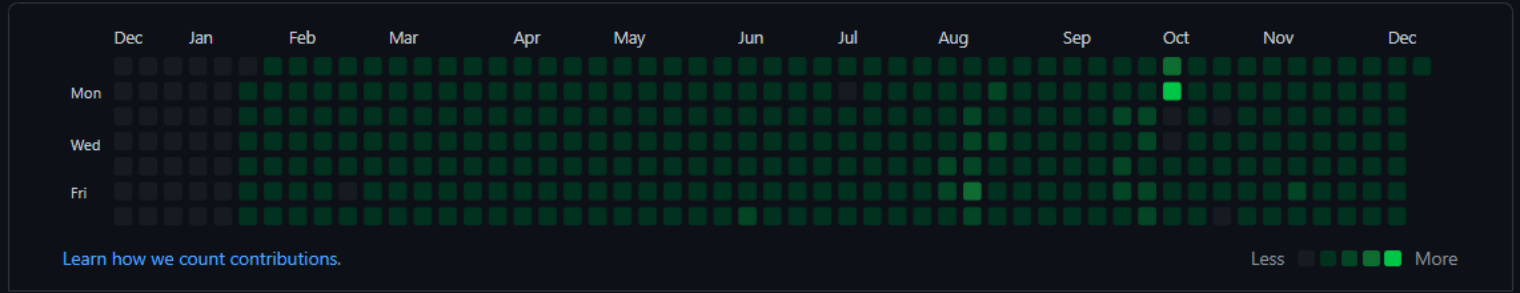 Dec Jan Feb Mar Apr May Jun Jul Aug Sep Oct Nov Dec
Mon
Wed
Fri
Learn how we count contributions.
Less More